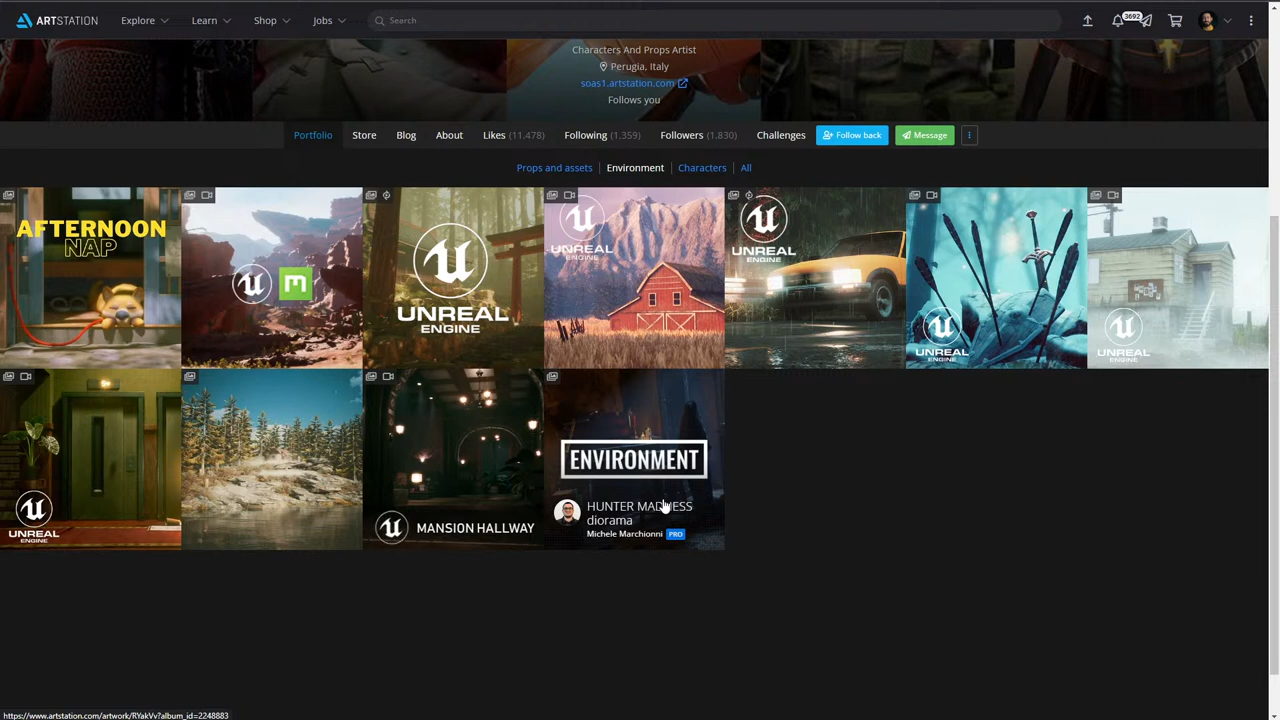 ARTSTATION
Explore
Learn
Shop
Jobs
Search
3692
Characters And Props Artist
Perugia, Italy
soas1.artstation.com
Follows you
Portfolio
Store
Blog
About
Likes (11.478)
Following (1,359)
Followers (1,830)
Challenges
Follow back
Message
Props and assets
Environment
Characters
All
AFTERNOON
NAP
m
UNREAL
ENGINE
UNREAL
ENGINE
UNREAL
ENGINE
UNREAL
ENGINE
UNREAL
ENGINE
UNREAL
ENGINE
MANSION HALLWAY
ENVIRONMENT
HUNTER MADNESS
diorama
Michele Marchionni PRO
https://www.artstation.com/artwork/RYakVv?album_id=2248883